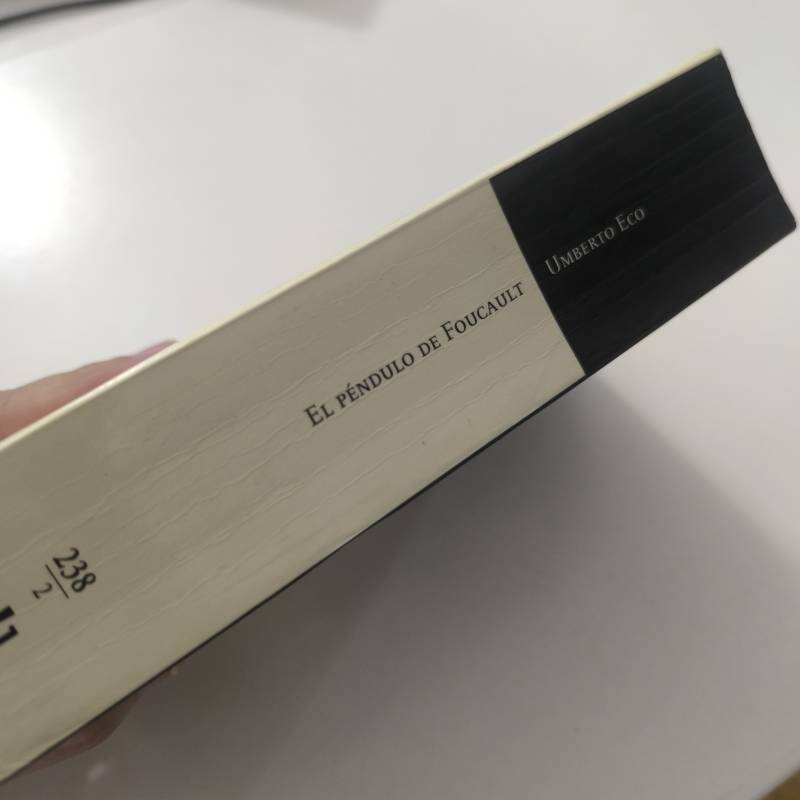 Umberto Eco
El péndulo de Foucault
238
2